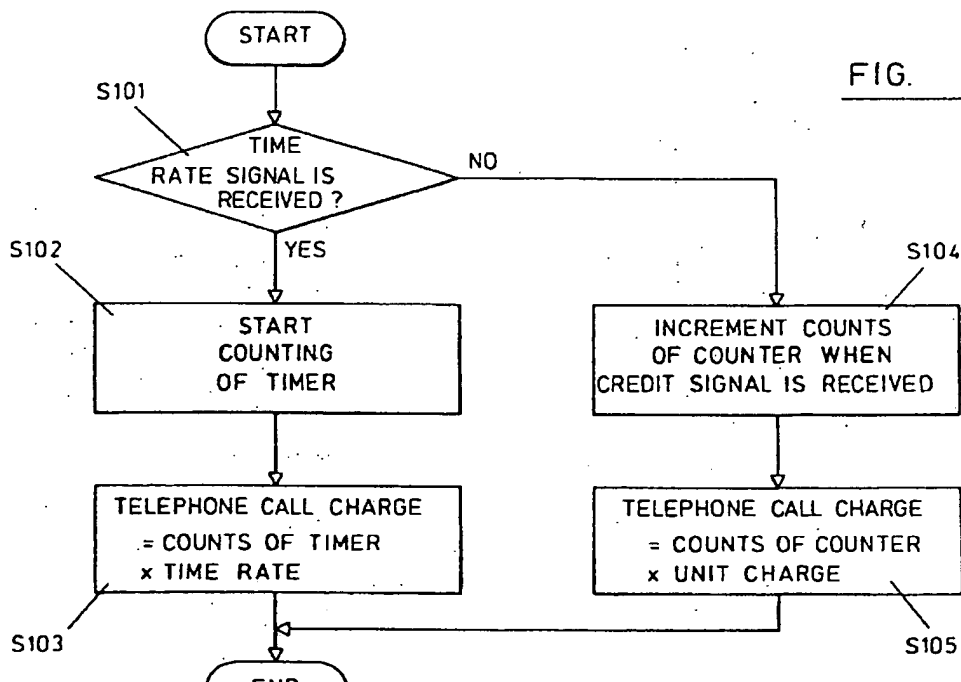 START
FIG.
S101
TIME
RATE SIGNAL IS
RECEIVED ?
NO
YES
S102
START
COUNTING
OF TIMER
S104
INCREMENT COUNTS
OF COUNTER WHEN
CREDIT SIGNAL IS RECEIVED
TELEPHONE CALL CHARGE
= COUNTS OF TIMER
x TIME RATE
S103
TELEPHONE CALL CHARGE
= COUNTS OF COUNTER
x UNIT CHARGE
S105
END